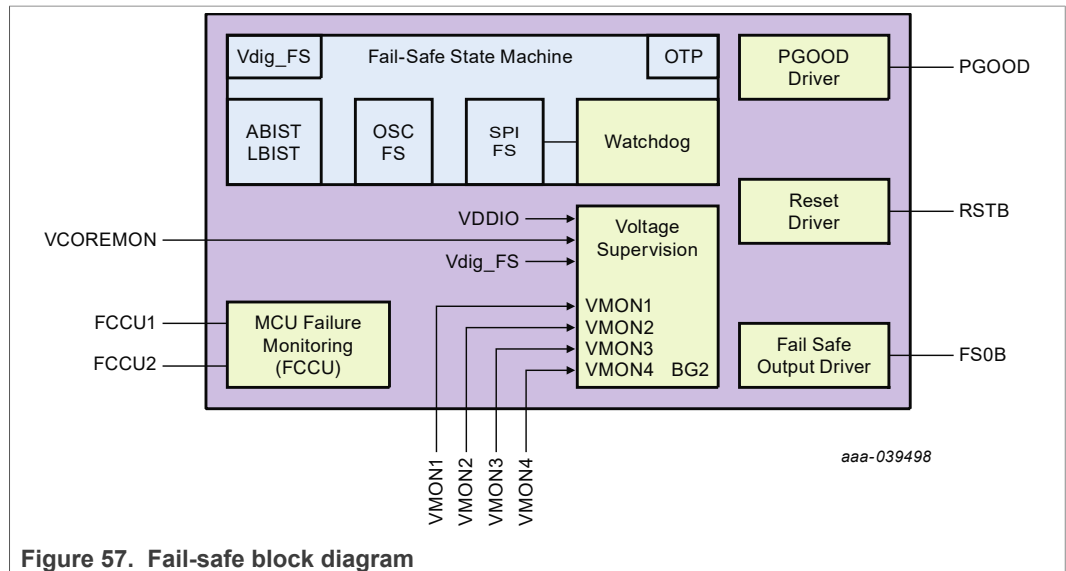 Vdig_FS
Fail-Safe State Machine
OTP
PGOOD
Driver
PGOOD
ABIST
LBIST
OSC
FS
SPI
FS
Watchdog
Reset
Driver
RSTB
VDDIO
VCOREMON
Vdig_FS
Voltage
Supervision
VMON1
VMON2
VMON3
VMON4 BG2
FCCU1
FCCU2
MCU Failure
Monitoring
(FCCU)
Fail Safe
Output Driver
FS0B
VMON1
VMON2
VMON3
VMON4
aaa-039498
Figure 57. Fail-safe block diagram